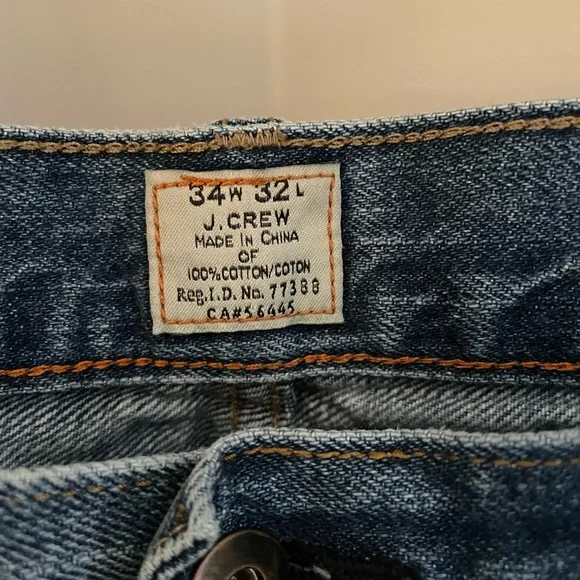 34W 32L
J.CREW
MADE IN CHINA
OF
100% COTTON/COTON
Reg.I.D. No. 77388
CA#56445